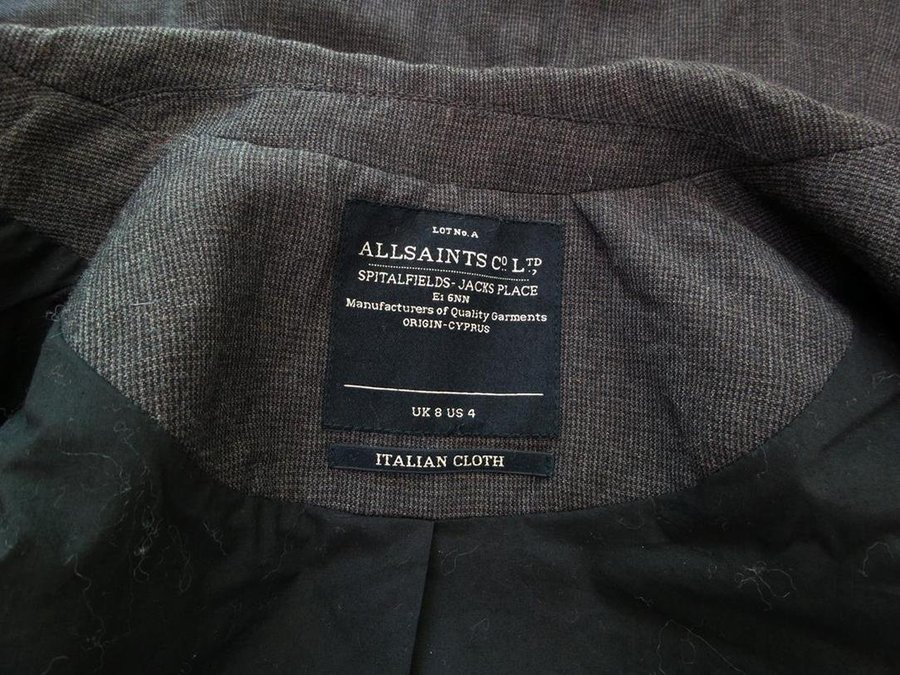 LOT No. A
ALLSAINTS Co. LTD,
SPITALFIELDS - JACKS PLACE
E1 6NN
Manufacturers of Quality Garments
ORIGIN-CYPRUS
UK 8 US 4
ITALIAN CLOTH